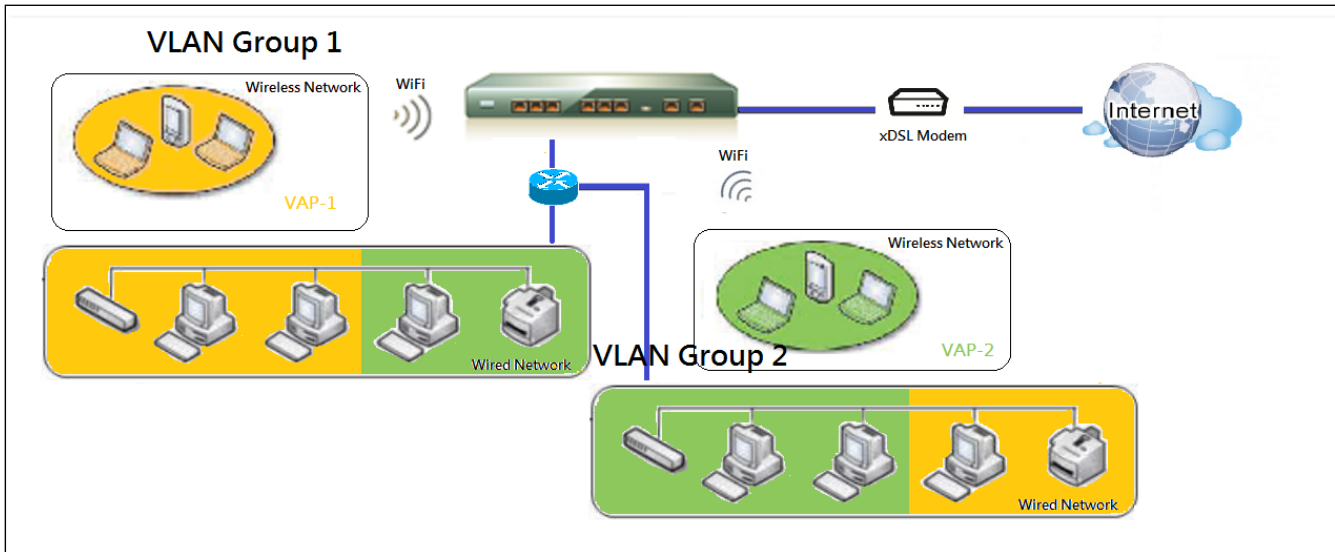 VLAN Group 1
Wireless Network
WiFi
VAP-1
xDSL Modem
Internet
WiFi
Wireless Network
VAP-2
Wired Network
VLAN Group 2
Wired Network